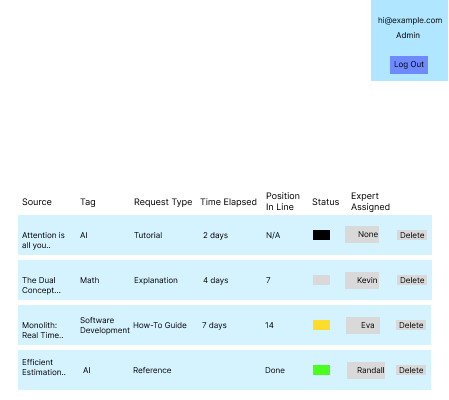 hi@example.com
Admin
Log Out
Source Tag Request Type Time Elapsed Position In Line Status Expert Assigned
Attention is all you.. AI Tutorial 2 days N/A None Delete
The Dual Concept... Math Explanation 4 days 7 Kevin Delete
Monolith: Real Time.. Software Development How-To Guide 7 days 14 Eva Delete
Efficient Estimation.. AI Reference Done Randall Delete